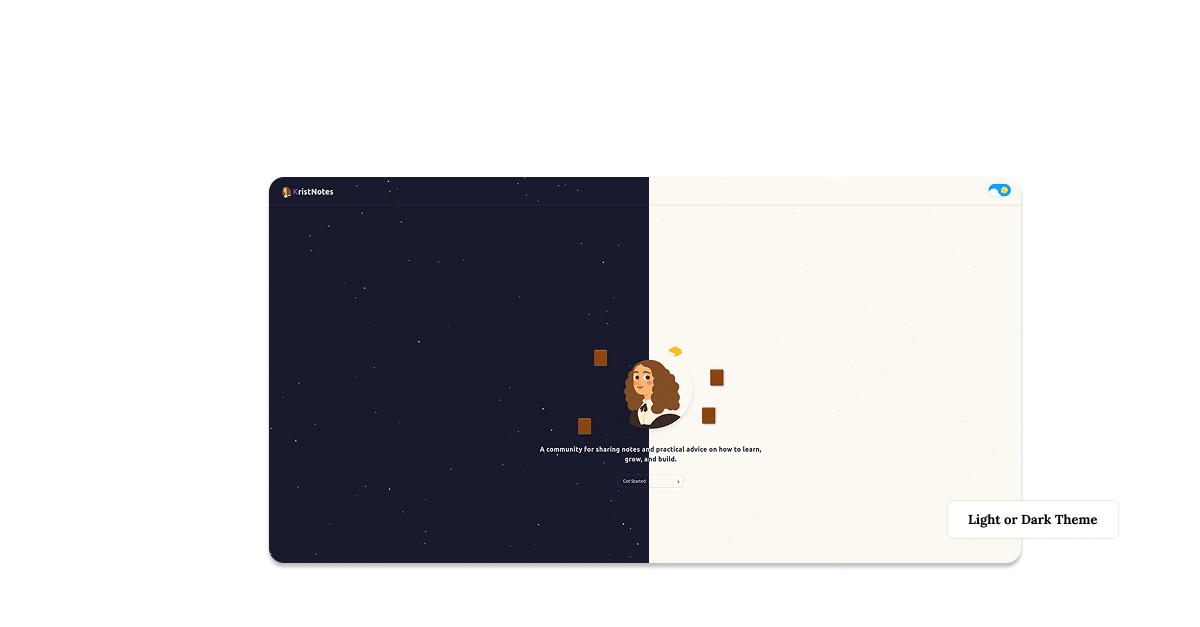 KristNotes
A community for sharing notes and practical advice on how to learn,
grow, and build.
Get Started
Light or Dark Theme